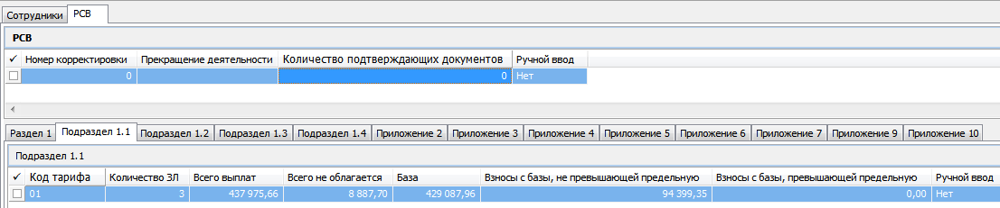 Сотрудники РСВ
РСВ
✓ Номер корректировки Прекращение деятельности Количество подтверждающих документов Ручной ввод
0 0 Нет
Раздел 1 Подраздел 1.1 Подраздел 1.2 Подраздел 1.3 Подраздел 1.4 Приложение 2 Приложение 3 Приложение 4 Приложение 5 Приложение 6 Приложение 7 Приложение 9 Приложение 10
Подраздел 1.1
✓ Код тарифа Количество ЗЛ Всего выплат Всего не облагается База Взносы с базы, не превышающей предельную Взносы с базы, превышающей предельную Ручной ввод
01 3 437 975,66 8 887,70 429 087,96 94 399,35 0,00 Нет